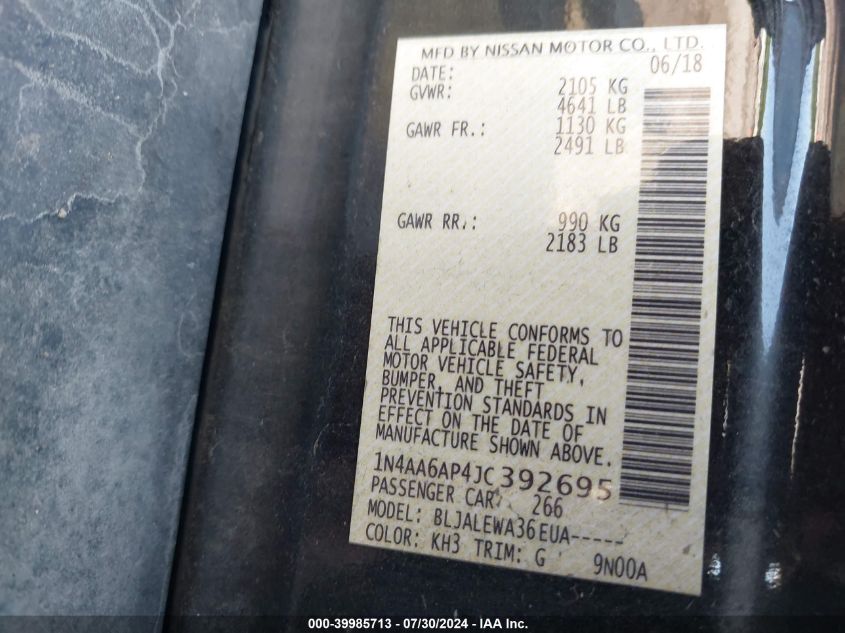 MFD BY NISSAN MOTOR CO., LTD.
DATE: 06/18
GVWR: 2105 KG
4641 LB
GAWR FR.: 1130 KG
2491 LB
GAWR RR.: 990 KG
2183 LB
THIS VEHICLE CONFORMS TO
ALL APPLICABLE FEDERAL
MOTOR VEHICLE SAFETY,
BUMPER, AND THEFT
PREVENTION STANDARDS IN
EFFECT ON THE DATE OF
MANUFACTURE SHOWN ABOVE.
1N4AA6AP4JC392695
PASSENGER CAR 266
MODEL: BLJALEWA36EUA-----
COLOR: KH3 TRIM: G 9N00A
000-39985713 / 07/30/2024 - IAA Inc.